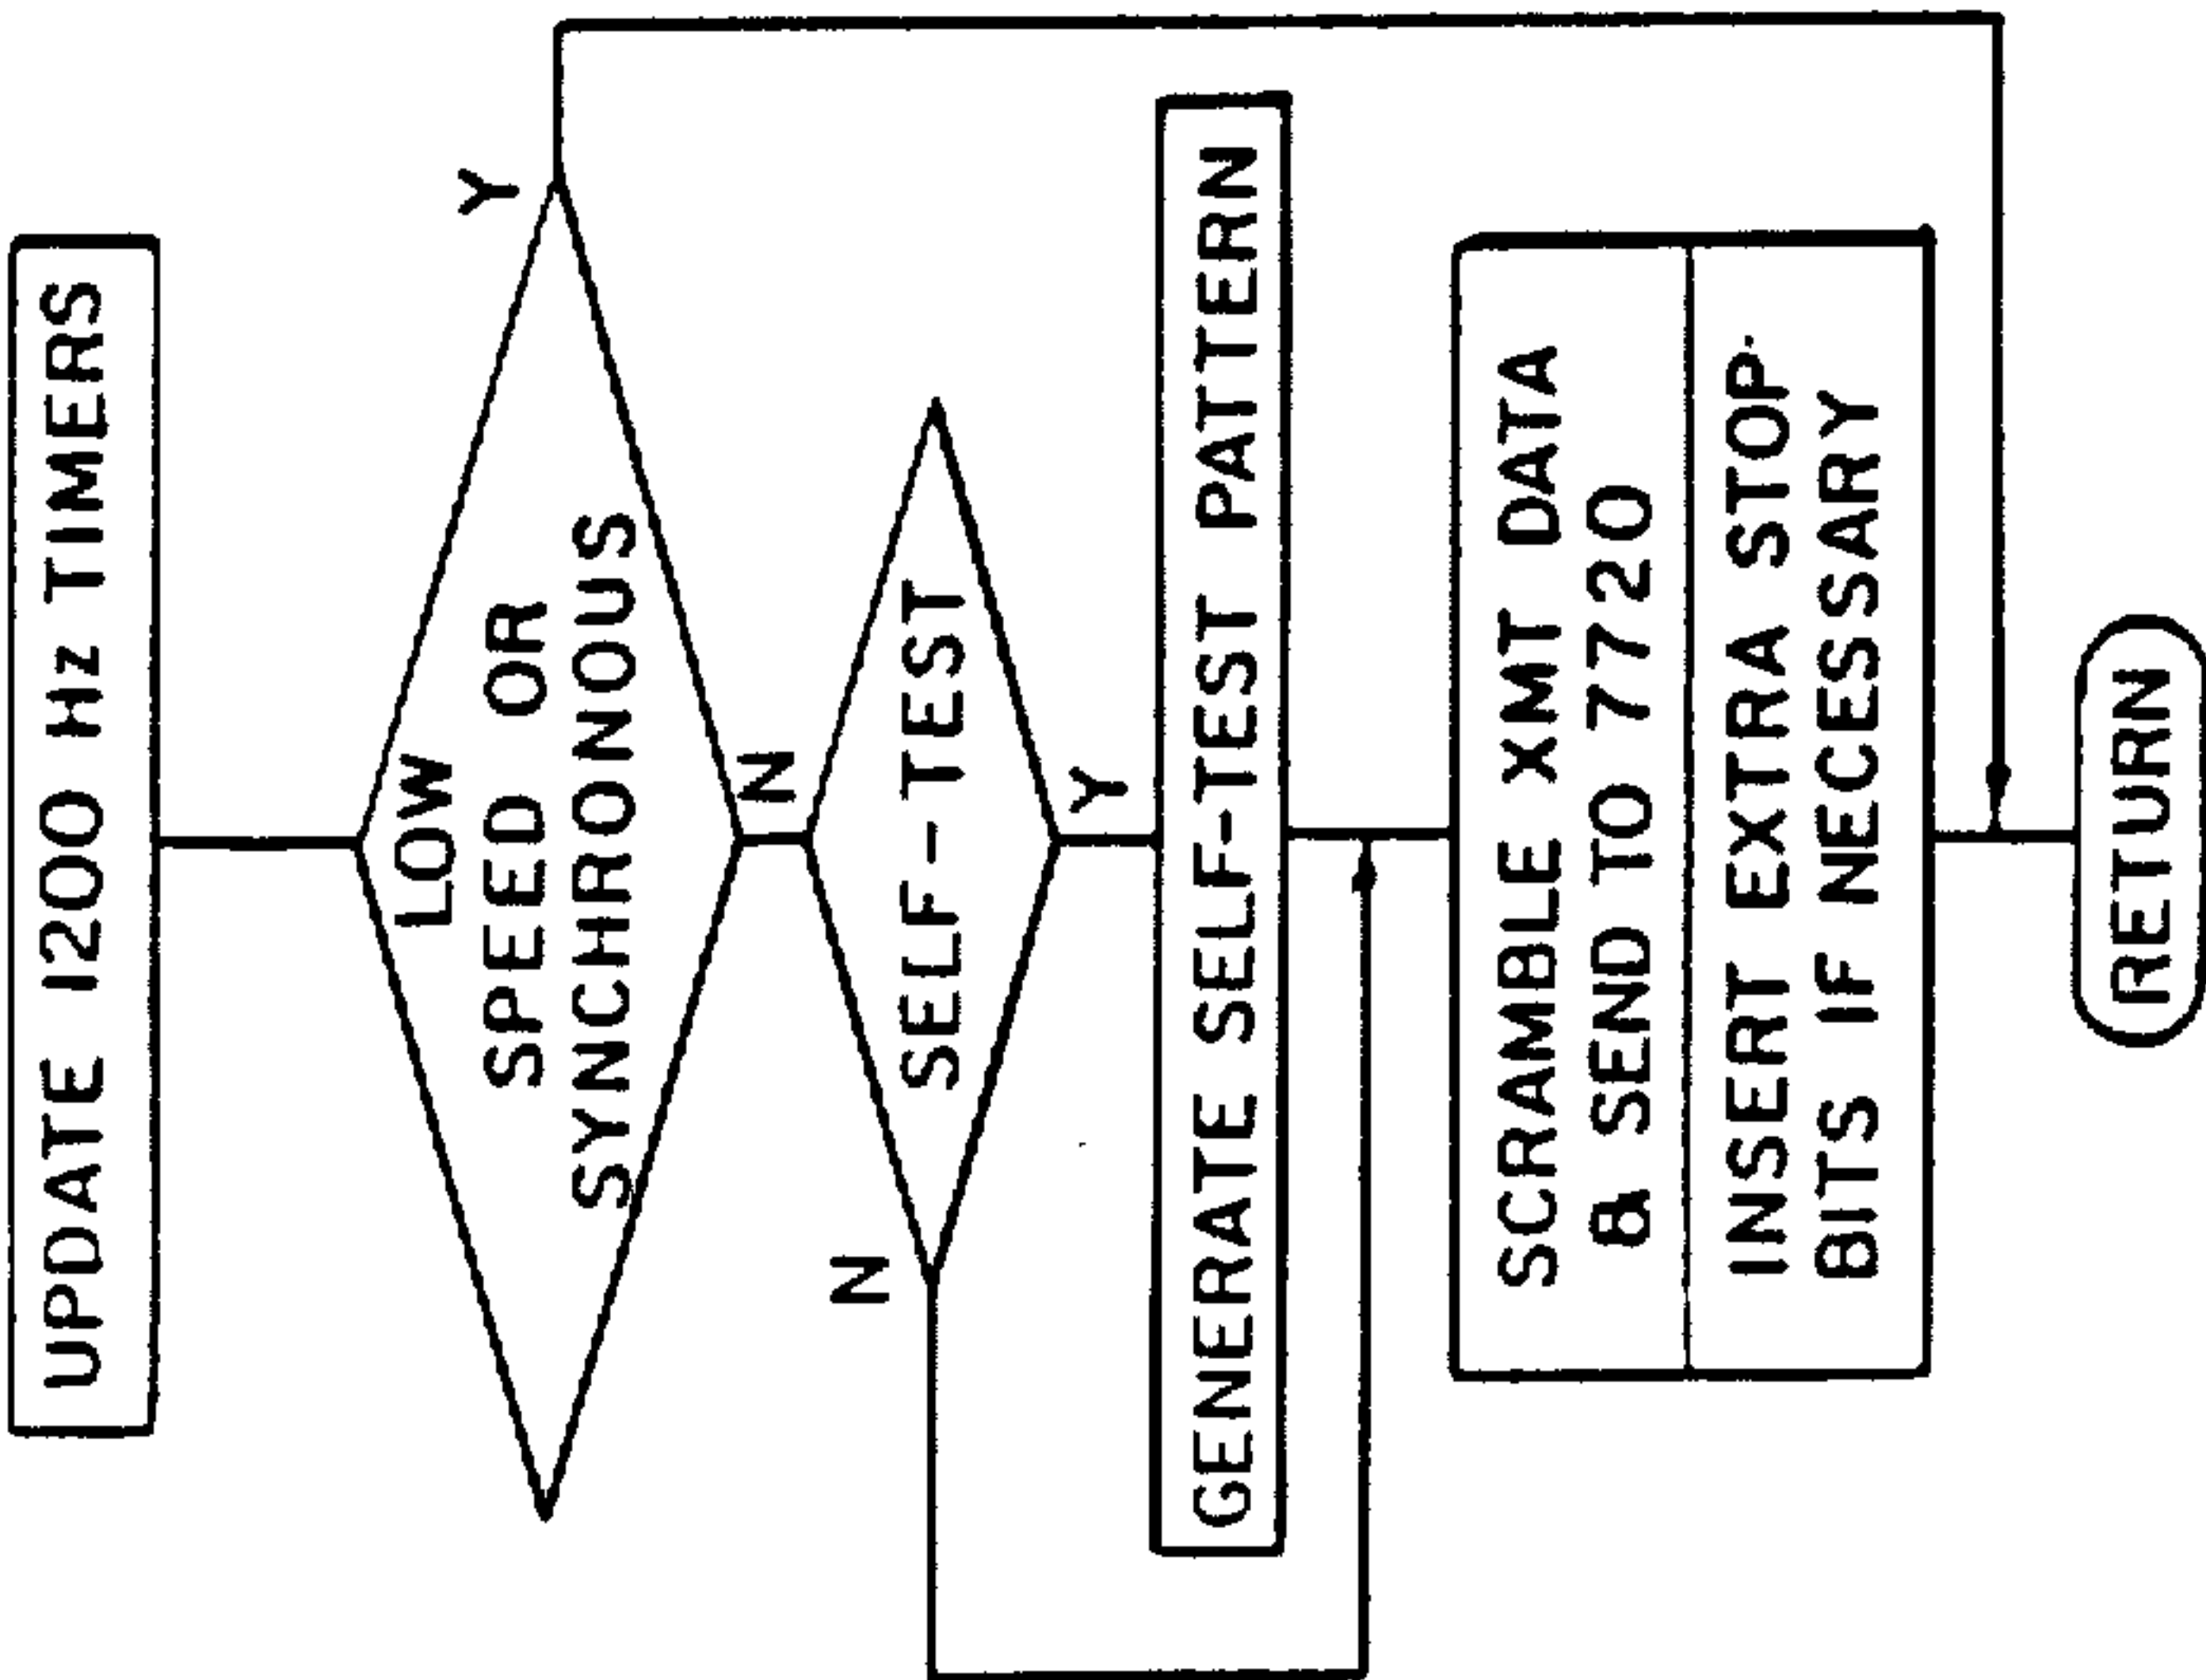 UPDATE 1200 Hz TIMERS
LOW
SPEED OR
SYNCHRONOUS
Y
N
SELF-TEST
N
Y
GENERATE SELF-TEST PATTERN
SCRAMBLE XMT DATA
& SEND TO 7720
INSERT EXTRA STOP
BITS IF NECESSARY
RETURN